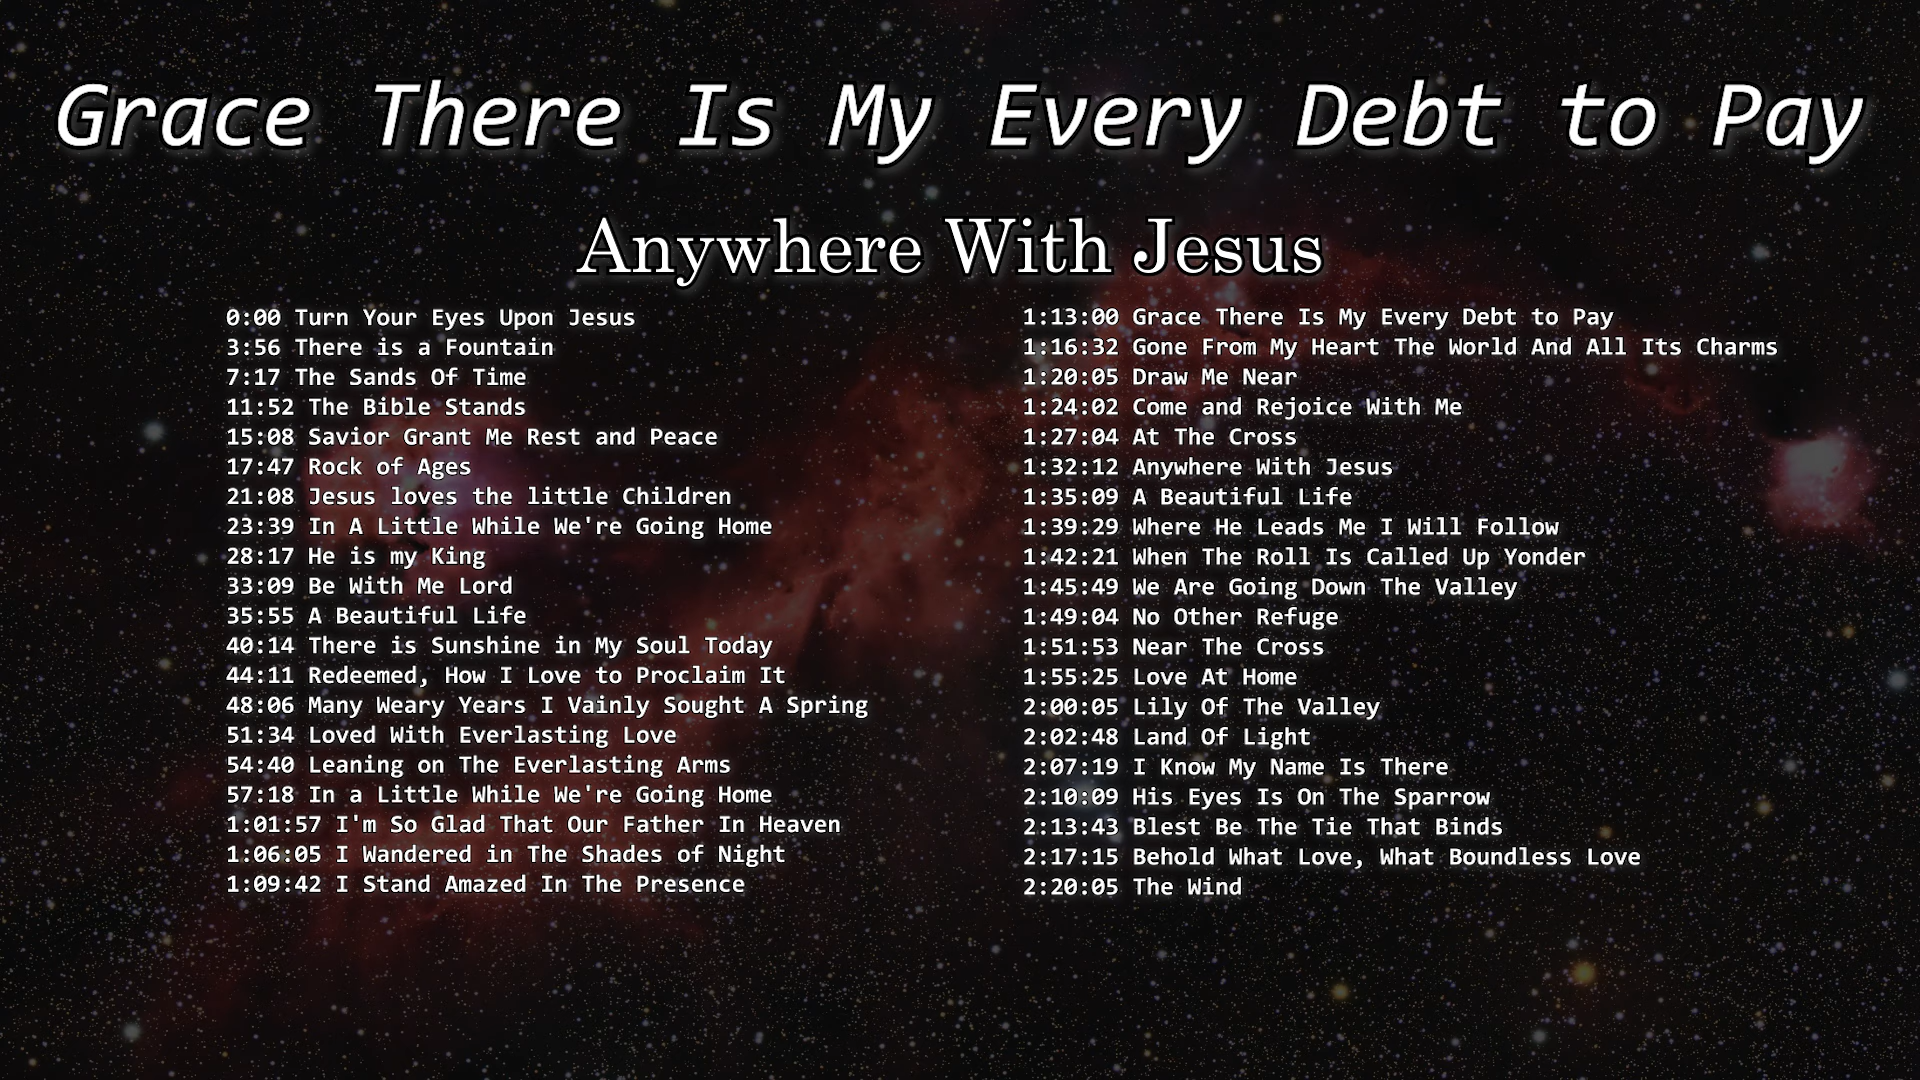 Grace There Is My Every Debt to Pay
Anywhere With Jesus
0:00 Turn Your Eyes Upon Jesus
3:56 There is a Fountain
7:17 The Sands Of Time
11:52 The Bible Stands
15:08 Savior Grant Me Rest and Peace
17:47 Rock of Ages
21:08 Jesus loves the little Children
23:39 In A Little While We're Going Home
28:17 He is my King
33:09 Be With Me Lord
35:55 A Beautiful Life
40:14 There is Sunshine in My Soul Today
44:11 Redeemed, How I Love to Proclaim It
48:06 Many Weary Years I Vainly Sought A Spring
51:34 Loved With Everlasting Love
54:40 Leaning on The Everlasting Arms
57:18 In a Little While We're Going Home
1:01:57 I'm So Glad That Our Father In Heaven
1:06:05 I Wandered in The Shades of Night
1:09:42 I Stand Amazed In The Presence
1:13:00 Grace There Is My Every Debt to Pay
1:16:32 Gone From My Heart The World And All Its Charms
1:20:05 Draw Me Near
1:24:02 Come and Rejoice With Me
1:27:04 At The Cross
1:32:12 Anywhere With Jesus
1:35:09 A Beautiful Life
1:39:29 Where He Leads Me I Will Follow
1:42:21 When The Roll Is Called Up Yonder
1:45:49 We Are Going Down The Valley
1:49:04 No Other Refuge
1:51:53 Near The Cross
1:55:25 Love At Home
2:00:05 Lily Of The Valley
2:02:48 Land Of Light
2:07:19 I Know My Name Is There
2:10:09 His Eyes Is On The Sparrow
2:13:43 Blest Be The Tie That Binds
2:17:15 Behold What Love, What Boundless Love
2:20:05 The Wind